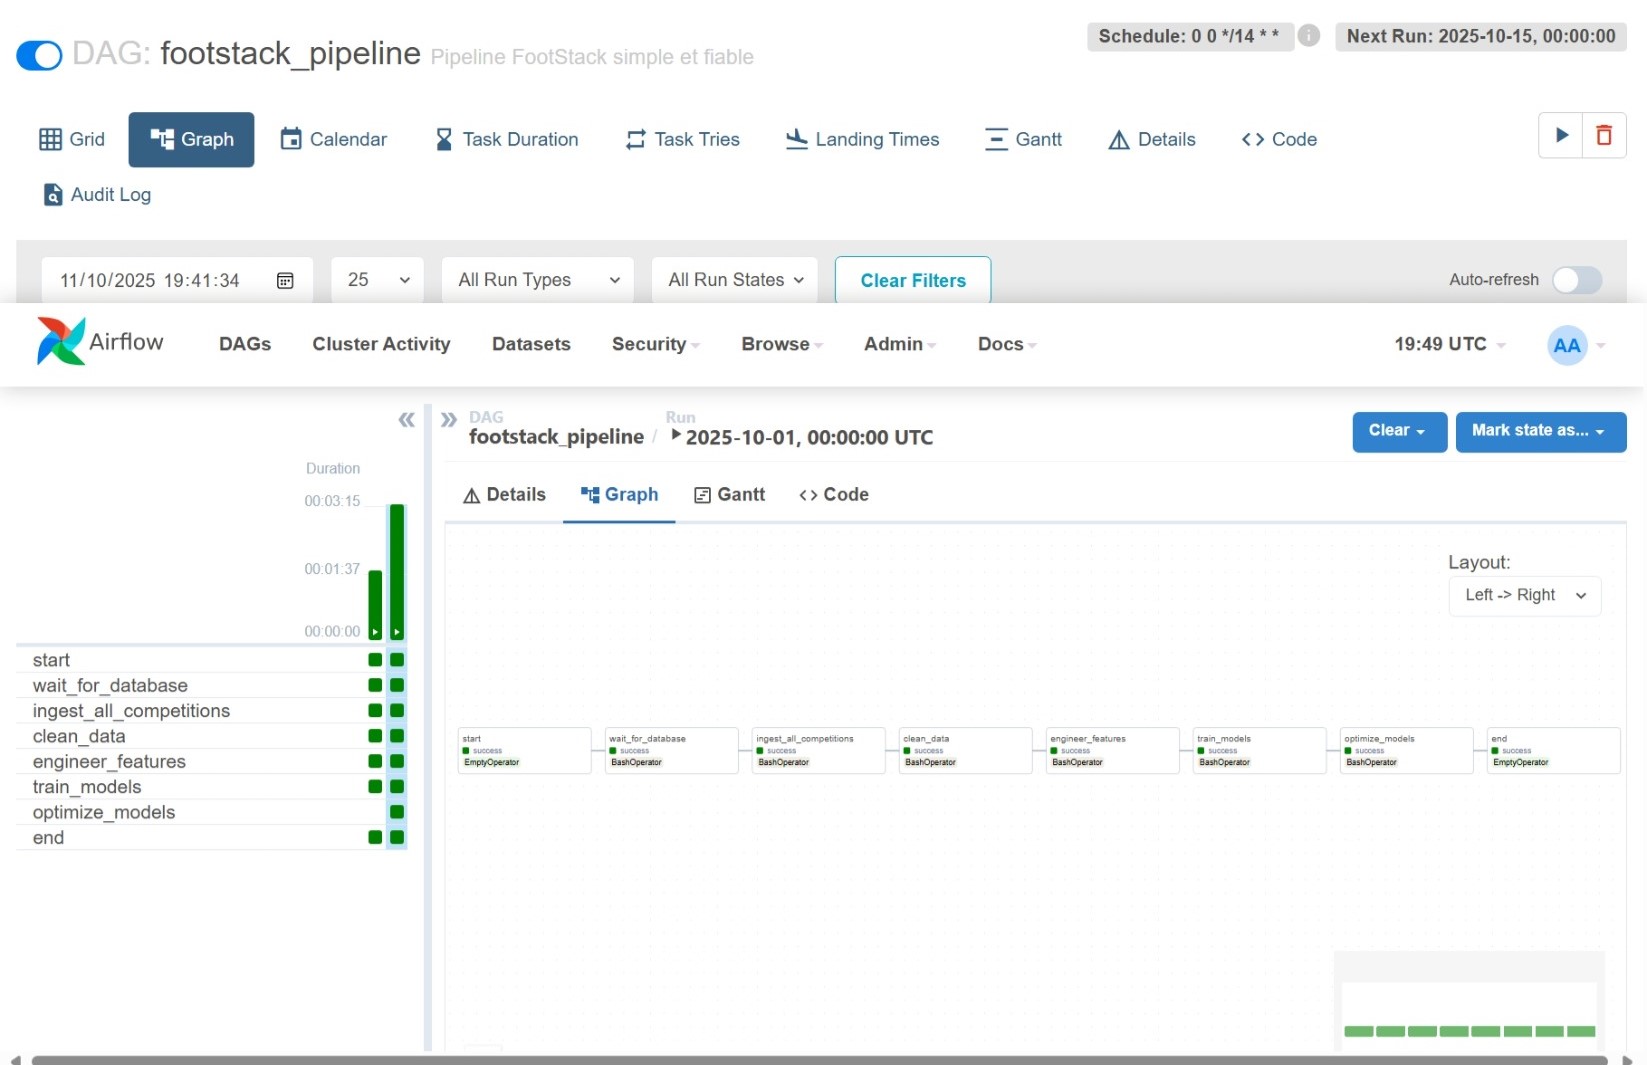 DAG: footstack_pipeline Pipeline FootStack simple et fiable
Schedule: 0 0 */14 * * i Next Run: 2025-10-15, 00:00:00
Grid Graph Calendar Task Duration Task Tries Landing Times Gantt Details <> Code
Audit Log
11/10/2025 19:41:34 25 All Run Types All Run States Clear Filters Auto-refresh
Airflow DAGs Cluster Activity Datasets Security Browse Admin Docs 19:49 UTC AA
DAG Run
footstack_pipeline / 2025-10-01, 00:00:00 UTC
Clear Mark state as...
Details Graph Gantt <> Code
Duration
00:03:15
00:01:37
00:00:00
start
wait_for_database
ingest_all_competitions
clean_data
engineer_features
train_models
optimize_models
end
Layout:
Left -> Right
start
success
EmptyOperator
wait_for_database
success
BashOperator
ingest_all_competitions
success
BashOperator
clean_data
success
BashOperator
engineer_features
success
BashOperator
train_models
success
BashOperator
optimize_models
success
BashOperator
end
success
EmptyOperator